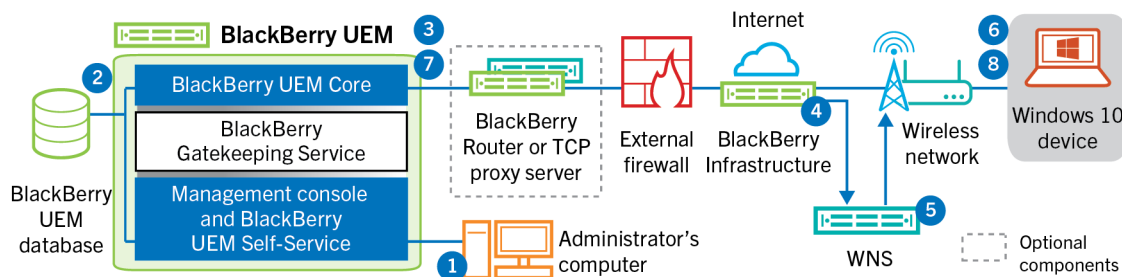 BlackBerry UEM
3
Internet
6
2
7
8
BlackBerry UEM Core
BlackBerry
Gatekeeping Service
Management console
and BlackBerry
UEM Self-Service
BlackBerry
UEM
database
1
Administrator's
computer
BlackBerry
Router or TCP
proxy server
External
firewall
4
BlackBerry
Infrastructure
5
WNS
Wireless
network
Windows 10
device
Optional
components